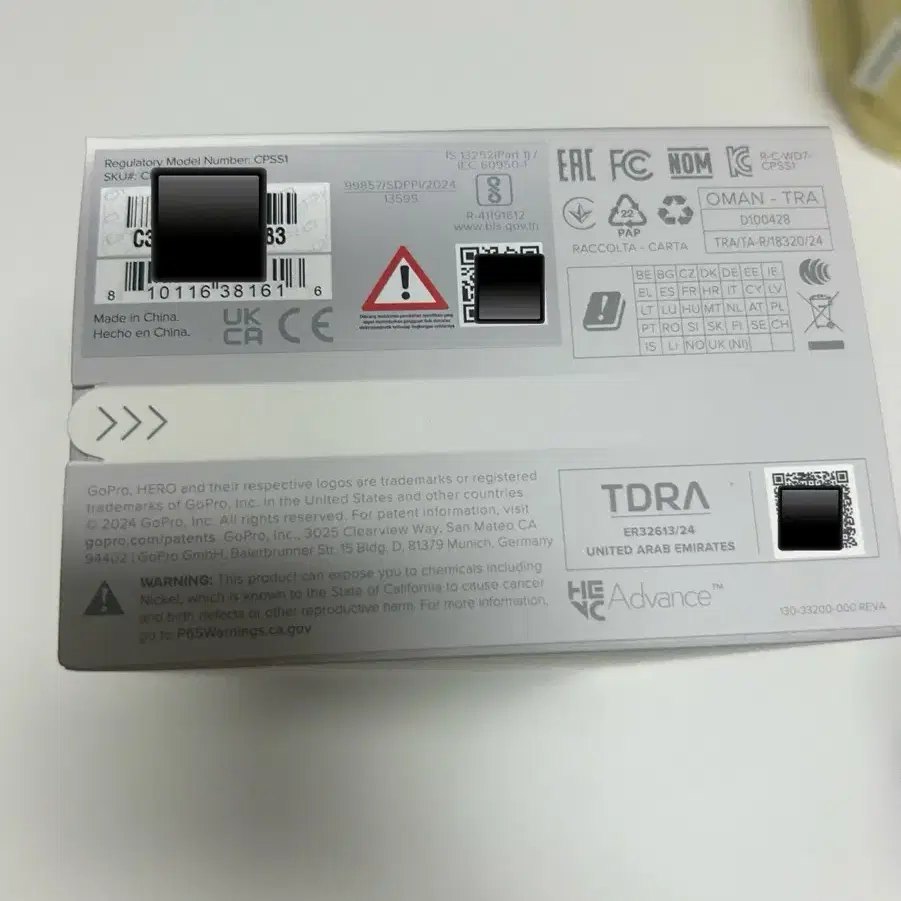 Regulatory Model Number: CPSS1
SKU#:
8 10116 38161 6
Made in China.
Hecho en China.
UK
CA CE
99857/SDPPI/2024
13595
IS 13252(Part 1) /
IEC 60950-1
R-41191612
www.bis.gov.in
EAC FC NOM
R-C/WD7-
CPSS1
22
PAP
RACCOLTA - CARTA
OMAN - TRA
D100428
TRA/TA-R/18320/24
BE BG CZ DK DE EE IE
EL ES FR HR IT CY LV
LT LU HU MT NL AT PL
PT RO SI SK FI SE CH
IS LI NO UK (NI)
GoPro, HERO and their respective logos are trademarks or registered
trademarks of GoPro, Inc. in the United States and other countries
© 2024 GoPro, Inc. All rights reserved. For patent information, visit
gopro.com/patents. GoPro, Inc., 3025 Clearview Way, San Mateo CA
94402 | GoPro GmbH, Baierbrunner Str. 15 Bldg. D, 81379 Munich, Germany
WARNING: This product can expose you to chemicals including
Nickel, which is known to the State of California to cause cancer
and birth defects or other reproductive harm. For more information,
go to P65Warnings.ca.gov
TDRA
ER32613/24
UNITED ARAB EMIRATES
HEVC Advance™
130-33200-000 REVA